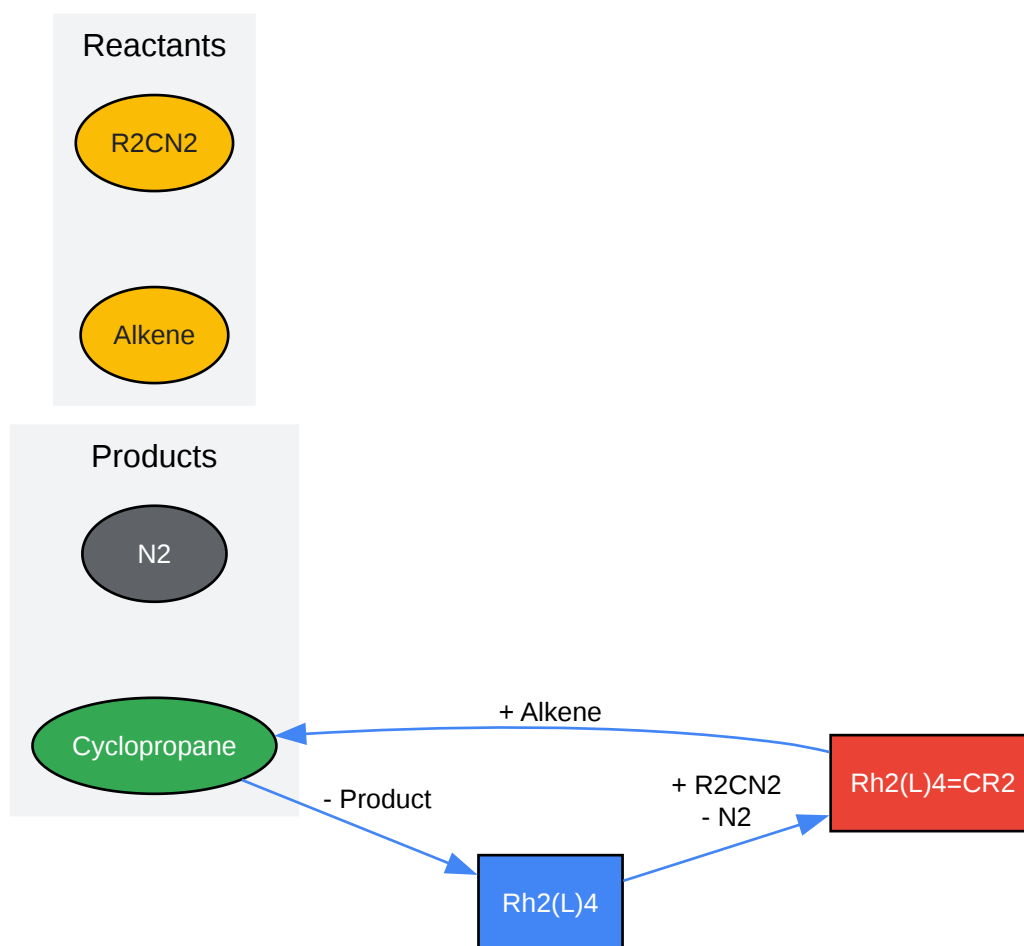 Reactants
R2CN2
Alkene
Products
N2
Cyclopropane
+ Alkene
- Product
+ R2CN2
- N2
Rh2(L)4=CR2
Rh2(L)4